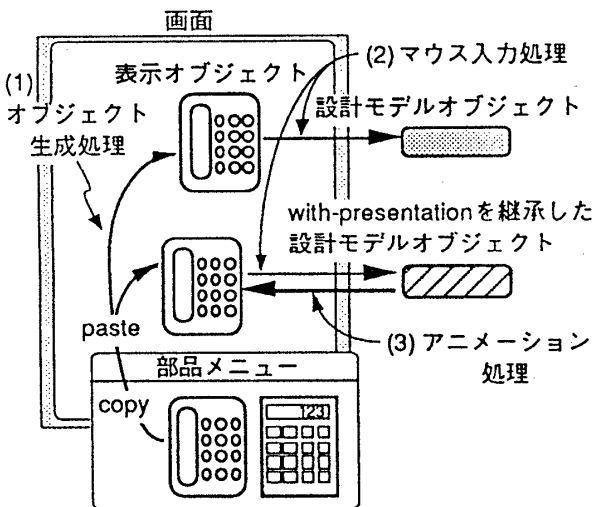 画面
(1)
オブジェクト
生成処理
表示オブジェクト
(2) マウス入力処理
設計モデルオブジェクト
with-presentationを継承した
設計モデルオブジェクト
paste
(3) アニメーション
処理
部品メニュー
copy
123